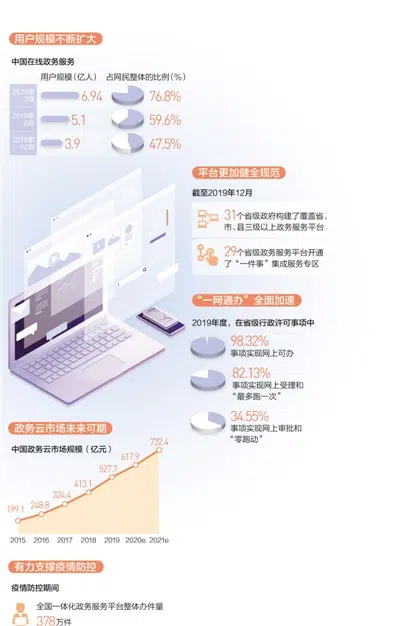 用户规模不断扩大
中国在线政务服务
用户规模（亿人） 占网民整体的比例（%）
2020年
3月
6.94 76.8%
2019年
6月
5.1 59.6%
2018年
12月
3.9 47.5%
平台更加健全规范
截至2019年12月
31个省级政府构建了覆盖省、
市、县三级以上政务服务平台
29个省级政务服务平台开通
了“一件事”集成服务专区
“一网通办”全面加速
2019年度，在省级行政许可事项中
98.32%
事项实现网上可办
82.13%
事项实现网上受理和
“最多跑一次”
34.55%
事项实现网上审批和
“零跑动”
政务云市场未来可期
中国政务云市场规模（亿元）
199.1 248.8 324.4 413.1 527.7 617.9 732.4
2015 2016 2017 2018 2019 2020e 2021e
有力支撑疫情防控
疫情防控期间
全国一体化政务服务平台整体办件量
378万件